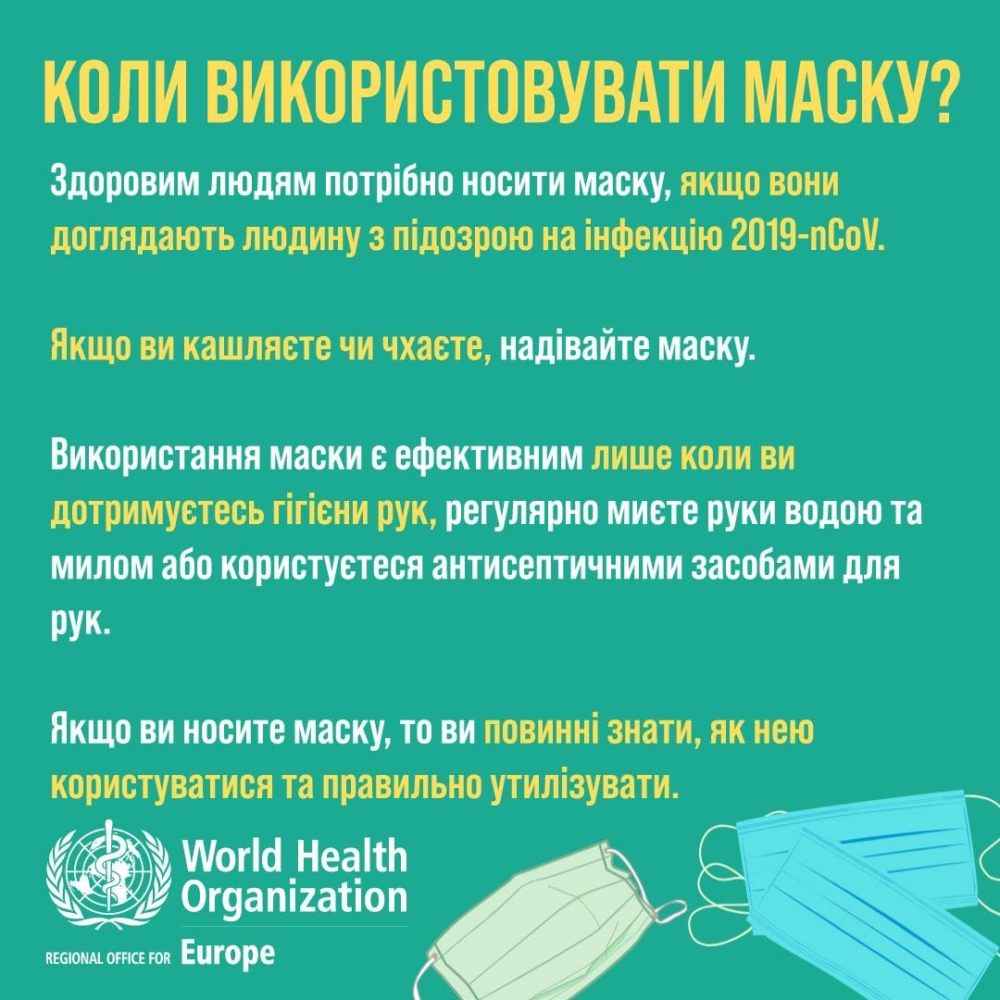 КОЛИ ВИКОРИСТОВУВАТИ МАСКУ?
Здоровим людям потрібно носити маску, якщо вони
доглядають людину з підозрою на інфекцію 2019-nCoV.
Якщо ви кашляєте чи чхаєте, надівайте маску.
Використання маски є ефективним лише коли ви
дотримуєтесь гігієни рук, регулярно миєте руки водою та
милом або користуєтеся антисептичними засобами для
рук.
Якщо ви носите маску, то ви повинні знати, як нею
користуватися та правильно утилізувати.
World Health
Organization
REGIONAL OFFICE FOR Europe